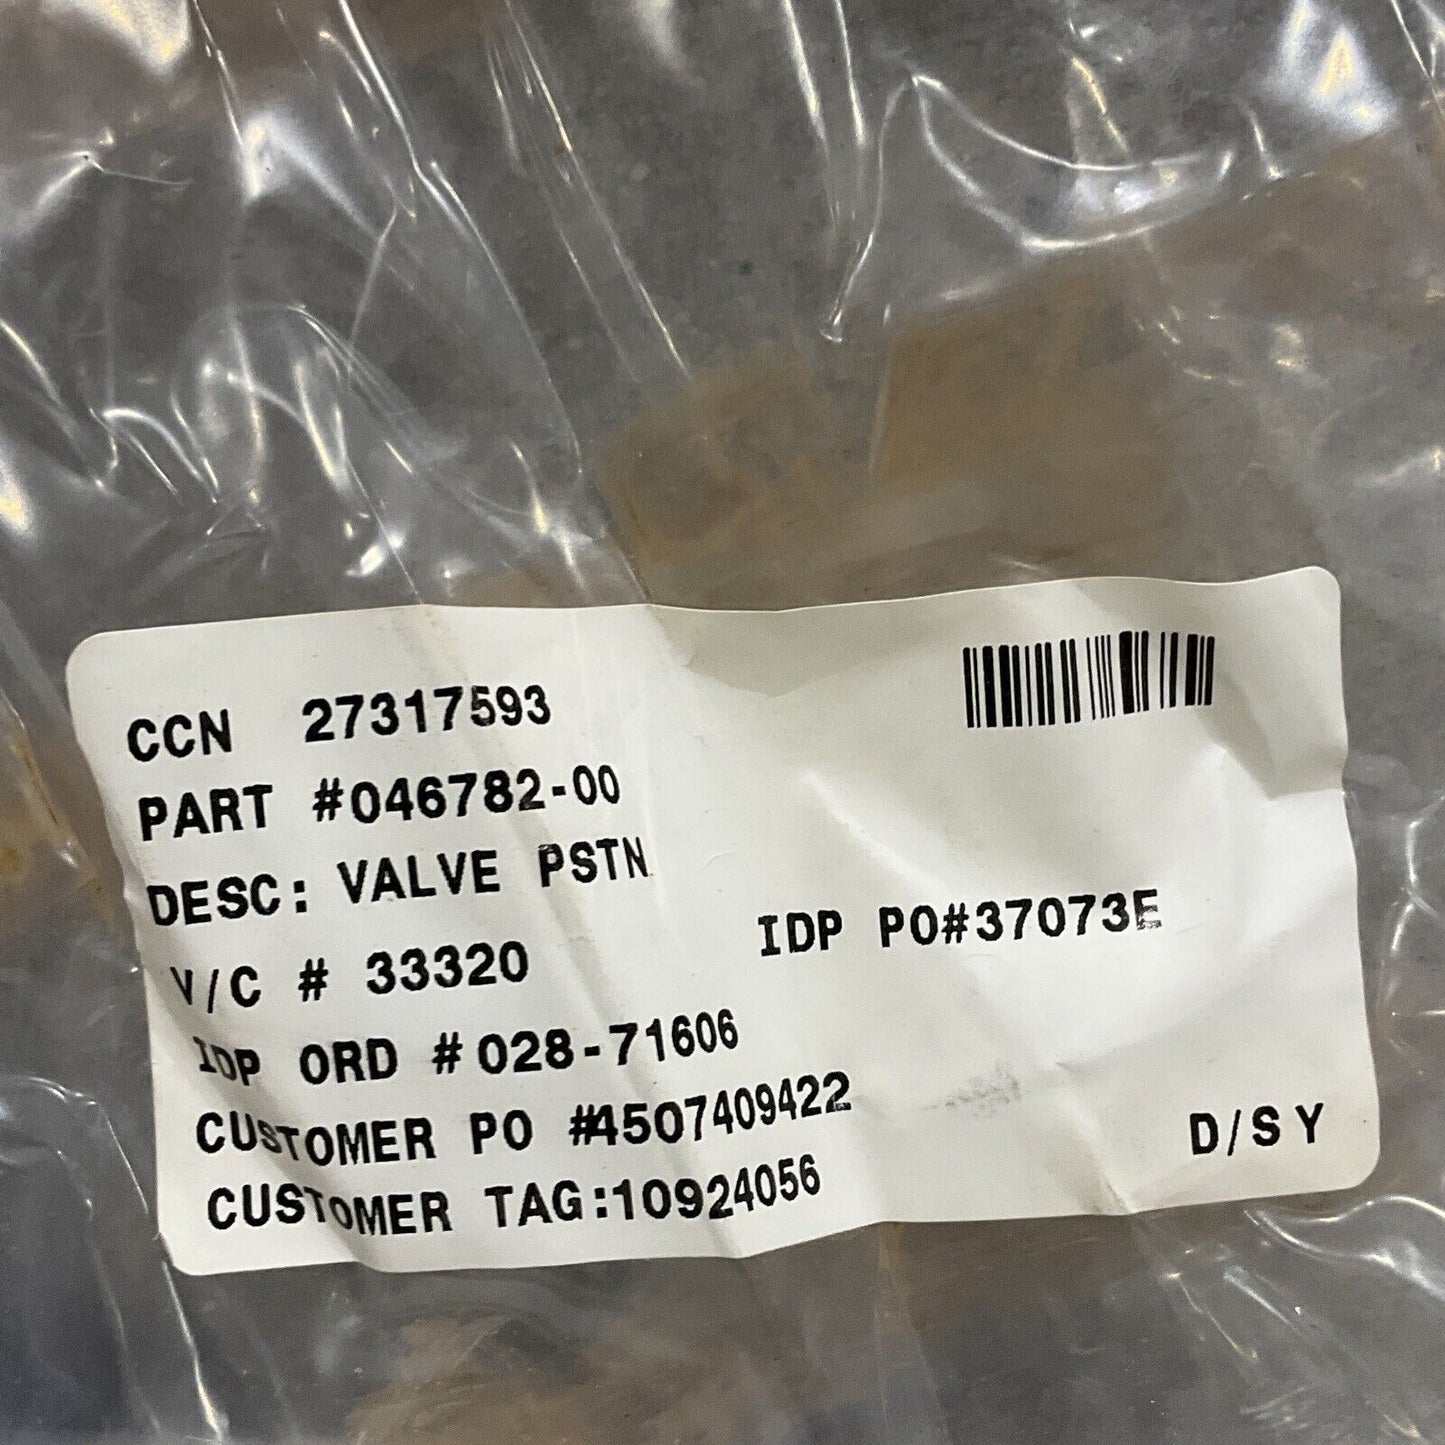 CCN 27317593
PART #046782-00
DESC: VALVE PSTN
V/C # 33320
IDP PO#37073E
IDP ORD #028-71606
CUSTOMER PO #4507409422
CUSTOMER TAG:10924056
D/S Y